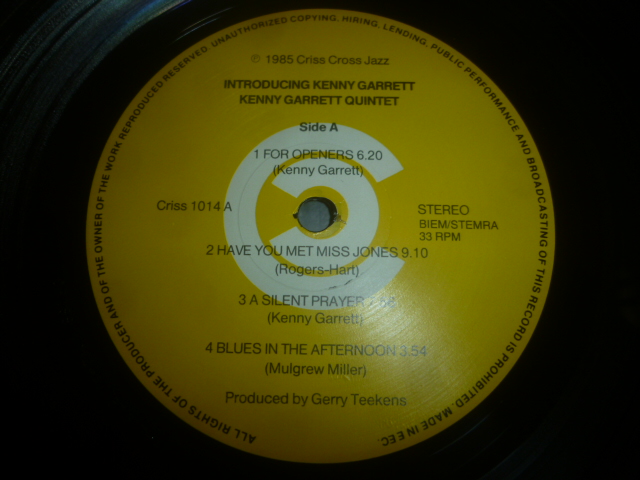 ALL RIGHTS OF THE PRODUCER AND OF THE OWNER OF THE WORK REPRODUCED RESERVED. UNAUTHORIZED COPYING, HIRING, LENDING, PUBLIC PERFORMANCE AND BROADCASTING OF THIS RECORD IS PROHIBITED. MADE IN EEC.
℗ 1985 Criss Cross Jazz
INTRODUCING KENNY GARRETT
KENNY GARRETT QUINTET
Side A
1 FOR OPENERS 6.20
(Kenny Garrett)
Criss 1014 A
STEREO
BIEM/STEMRA
33 RPM
2 HAVE YOU MET MISS JONES 9.10
(Rogers-Hart)
3 A SILENT PRAYER
(Kenny Garrett)
4 BLUES IN THE AFTERNOON 3.54
(Mulgrew Miller)
Produced by Gerry Teekens